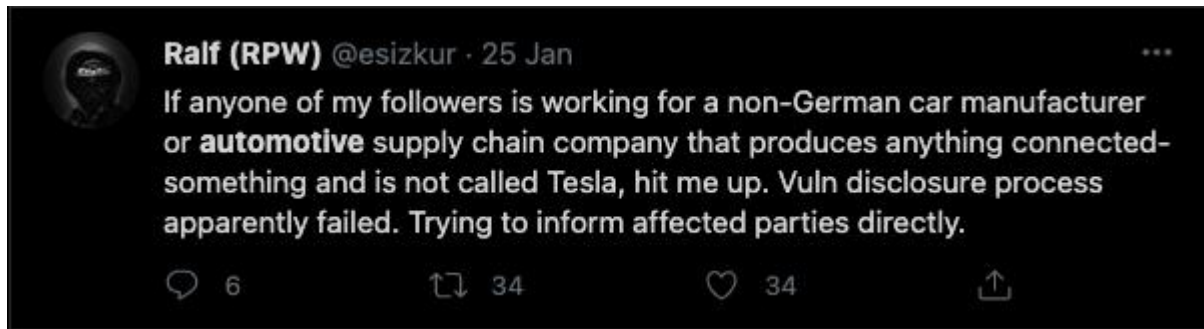 Ralf (RPW) @esizkur · 25 Jan
If anyone of my followers is working for a non-German car manufacturer
or automotive supply chain company that produces anything connected-
something and is not called Tesla, hit me up. Vuln disclosure process
apparently failed. Trying to inform affected parties directly.
6 34 34